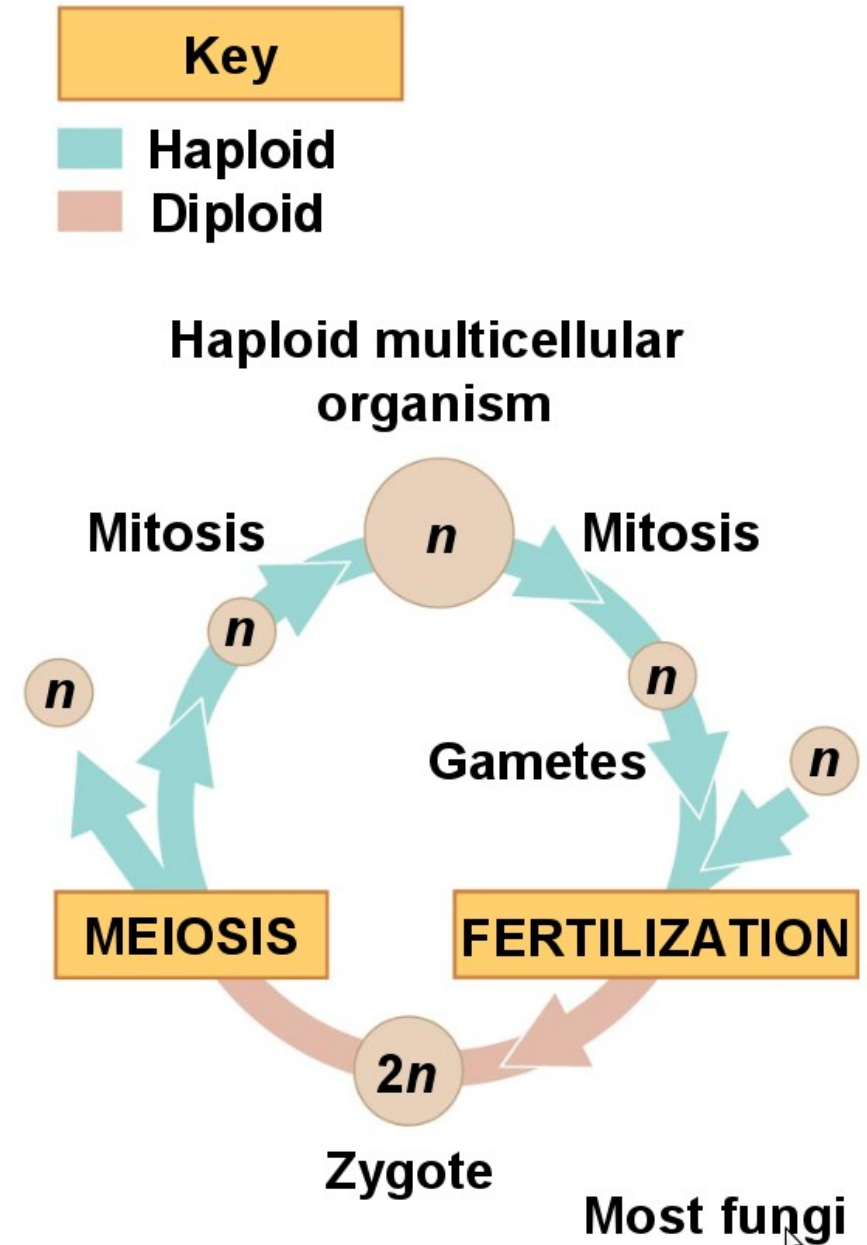 Key
Haploid
Diploid
Haploid multicellular
organism
Mitosis
n
Mitosis
n
n
n
Gametes
n
MEIOSIS
FERTILIZATION
2n
Zygote
Most fungi